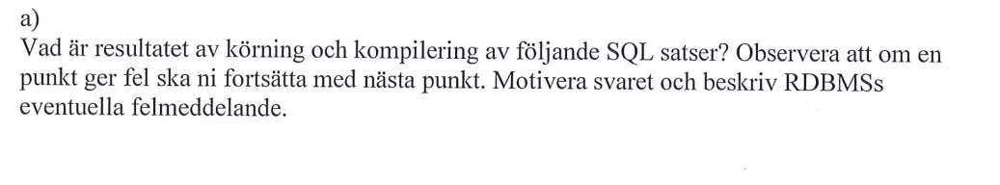 a)
Vad är resultatet av körning och kompilering av följande SQL satser? Observera att om en
punkt ger fel ska ni fortsätta med nästa punkt. Motivera svaret och beskriv RDBMSs
eventuella felmeddelande.